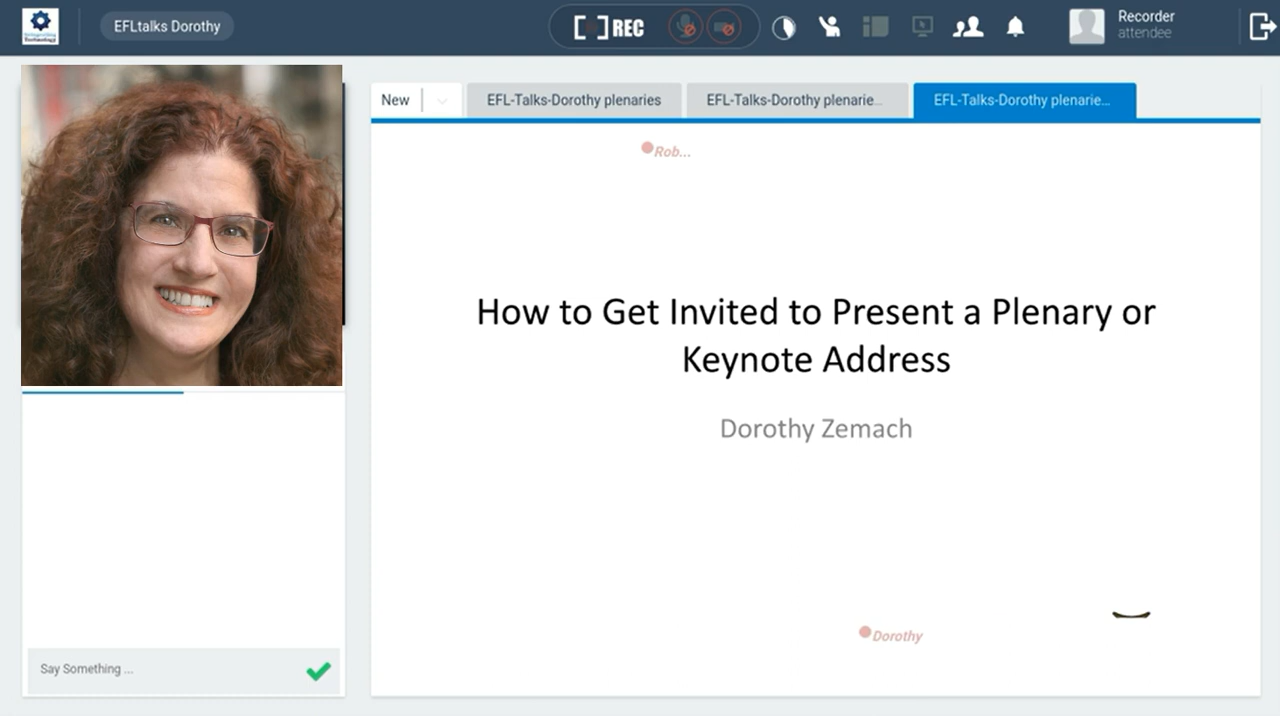 EFLtalks Dorothy
[ ] REC
Recorder
attendee
New
EFL-Talks-Dorothy plenaries
EFL-Talks-Dorothy plenarie...
EFL-Talks-Dorothy plenarie...
Rob...
How to Get Invited to Present a Plenary or
Keynote Address
Dorothy Zemach
Dorothy
Say Something ...